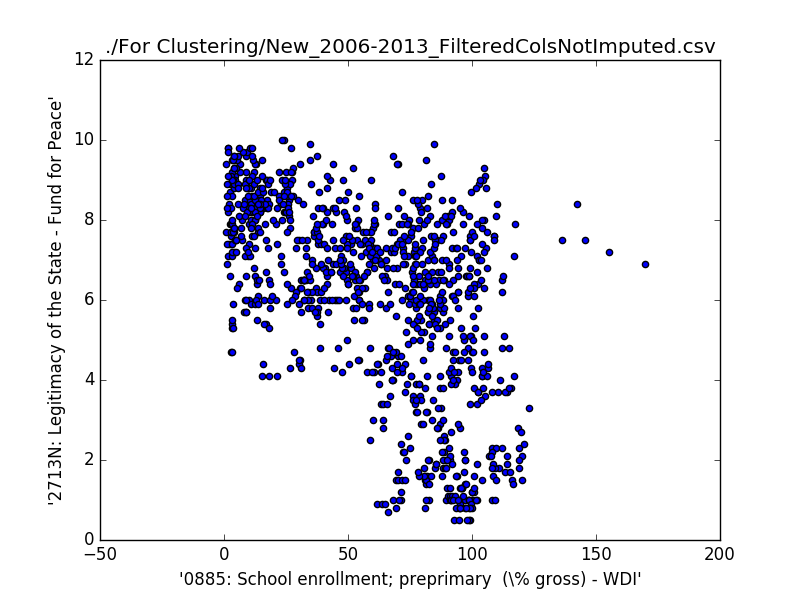 ./For Clustering/New_2006-2013_FilteredColsNotImputed.csv
12
10
8
6
4
2
0
'2713N: Legitimacy of the State - Fund for Peace'
−50 0 50 100 150 200
'0885: School enrollment; preprimary  (\% gross) - WDI'